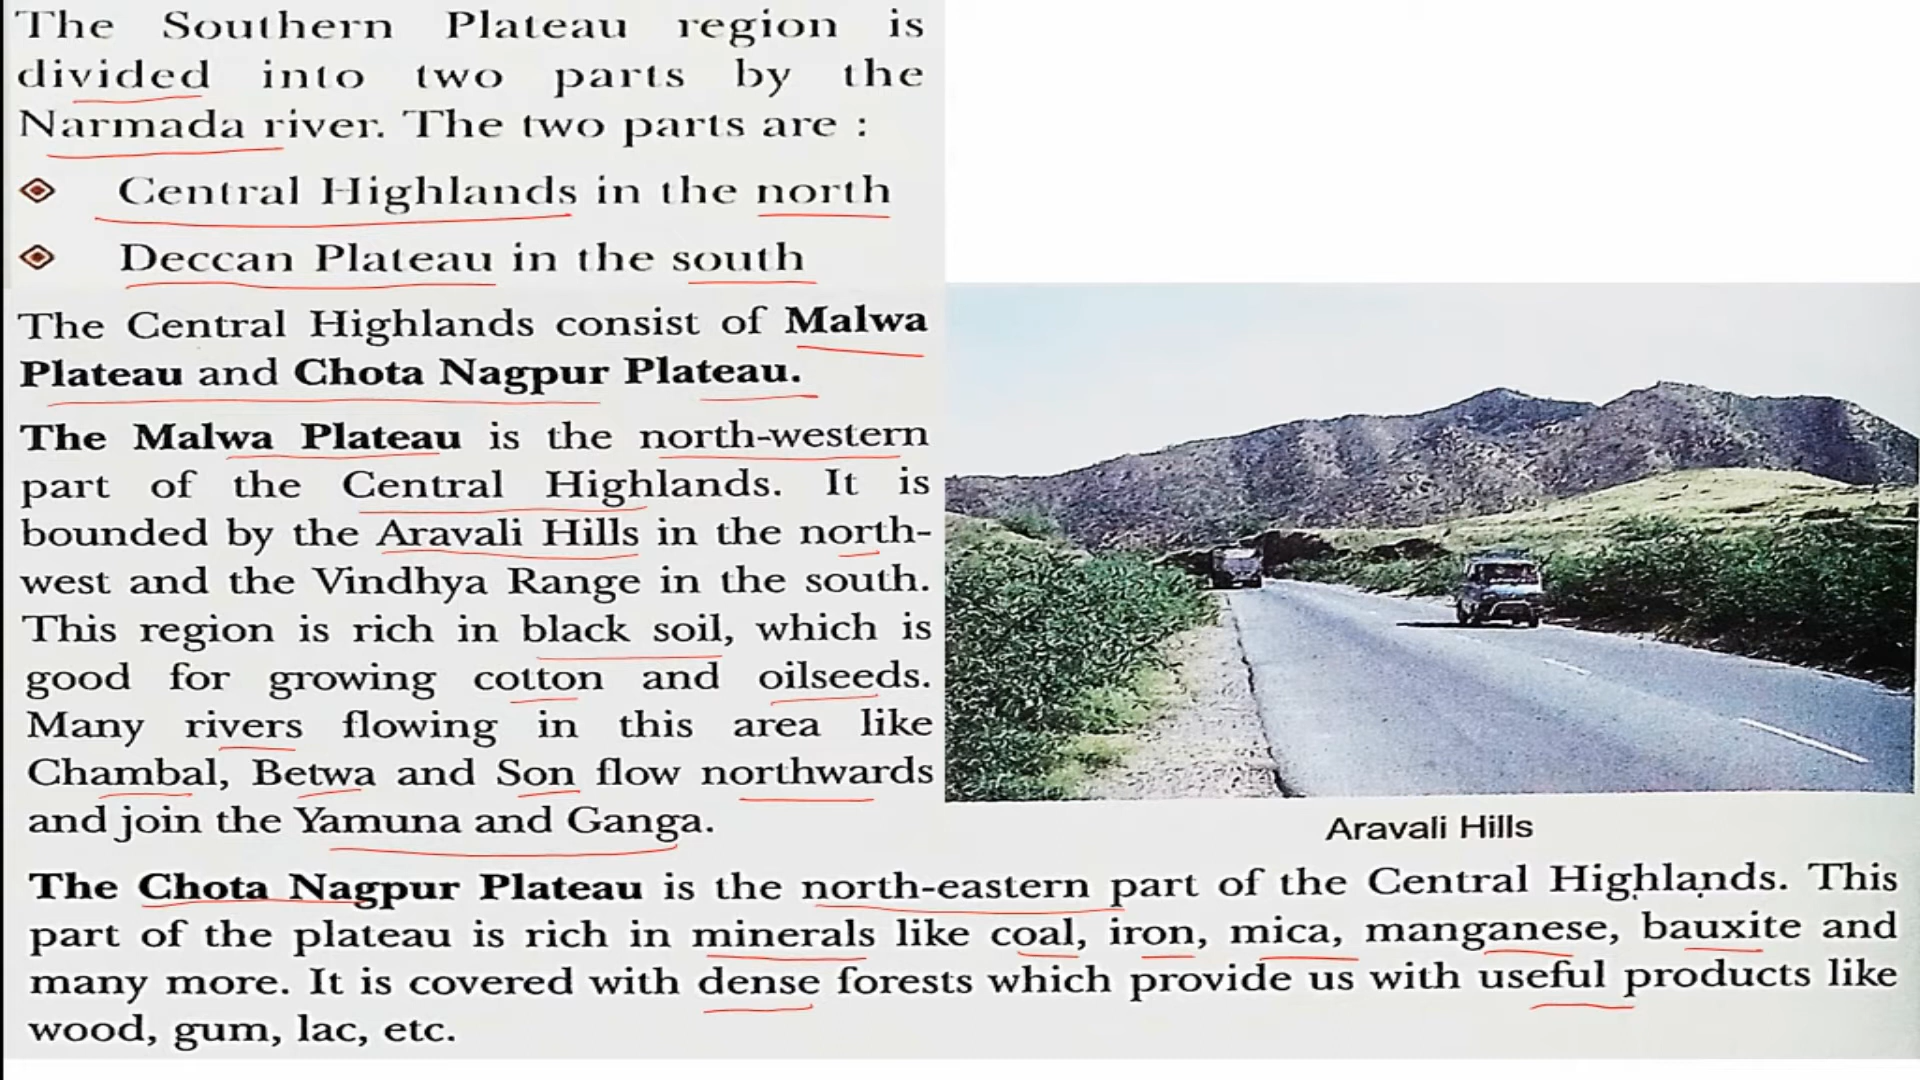 The Southern Plateau region is
divided into two parts by the
Narmada river. The two parts are :
Central Highlands in the north
Deccan Plateau in the south
The Central Highlands consist of Malwa
Plateau and Chota Nagpur Plateau.
The Malwa Plateau is the north-western
part of the Central Highlands. It is
bounded by the Aravali Hills in the north-
west and the Vindhya Range in the south.
This region is rich in black soil, which is
good for growing cotton and oilseeds.
Many rivers flowing in this area like
Chambal, Betwa and Son flow northwards
and join the Yamuna and Ganga.
Aravali Hills
The Chota Nagpur Plateau is the north-eastern part of the Central Highlands. This
part of the plateau is rich in minerals like coal, iron, mica, manganese, bauxite and
many more. It is covered with dense forests which provide us with useful products like
wood, gum, lac, etc.